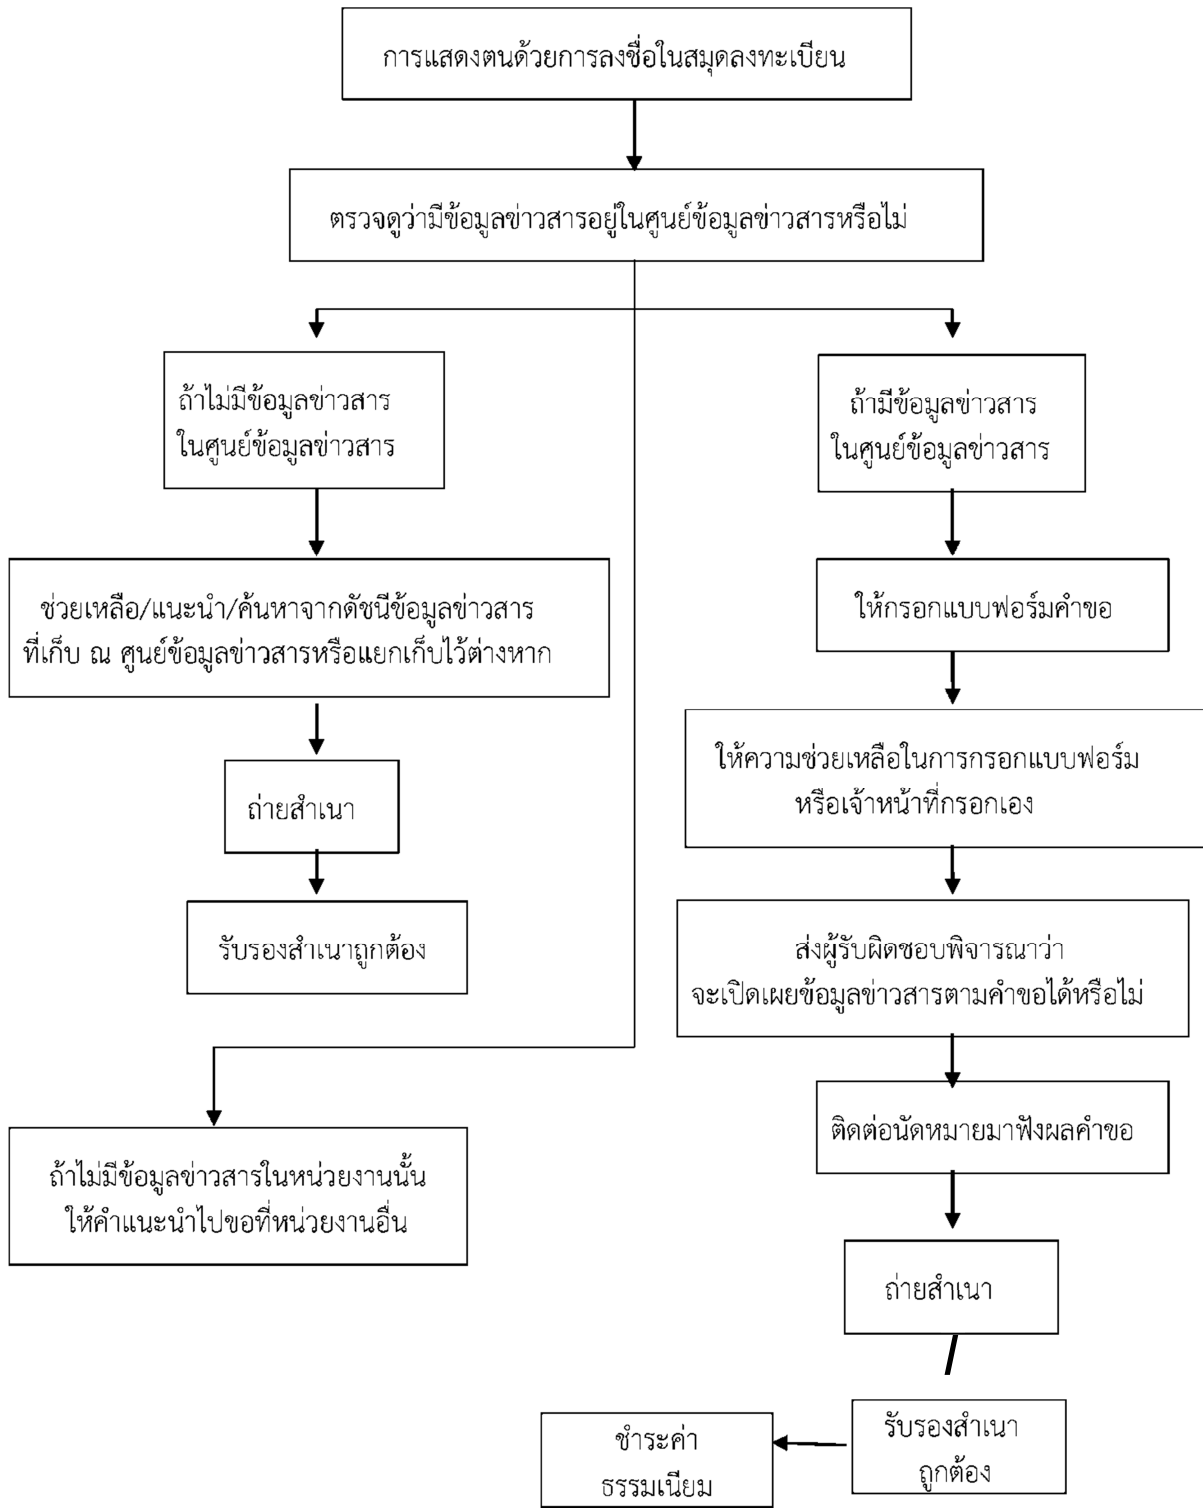 การแสดงตนด้วยการลงชื่อในสมุดลงทะเบียน
ตรวจดูว่ามีข้อมูลข่าวสารอยู่ในศูนย์ข้อมูลข่าวสารหรือไม่
ถ้าไม่มีข้อมูลข่าวสาร
ในศูนย์ข้อมูลข่าวสาร
ช่วยเหลือ/แนะนำ/ค้นหาจากดัชนีข้อมูลข่าวสาร
ที่เก็บ ณ ศูนย์ข้อมูลข่าวสารหรือแยกเก็บไว้ต่างหาก
ถ่ายสำเนา
รับรองสำเนาถูกต้อง
ถ้าไม่มีข้อมูลข่าวสารในหน่วยงานนั้น
ให้คำแนะนำไปขอที่หน่วยงานอื่น
ถ้ามีข้อมูลข่าวสาร
ในศูนย์ข้อมูลข่าวสาร
ให้กรอกแบบฟอร์มคำขอ
ให้ความช่วยเหลือในการกรอกแบบฟอร์ม
หรือเจ้าหน้าที่กรอกเอง
ส่งผู้รับผิดชอบพิจารณาว่า
จะเปิดเผยข้อมูลข่าวสารตามคำขอได้หรือไม่
ติดต่อนัดหมายมาฟังผลคำขอ
ถ่ายสำเนา
รับรองสำเนา
ถูกต้อง
ชำระค่า
ธรรมเนียม